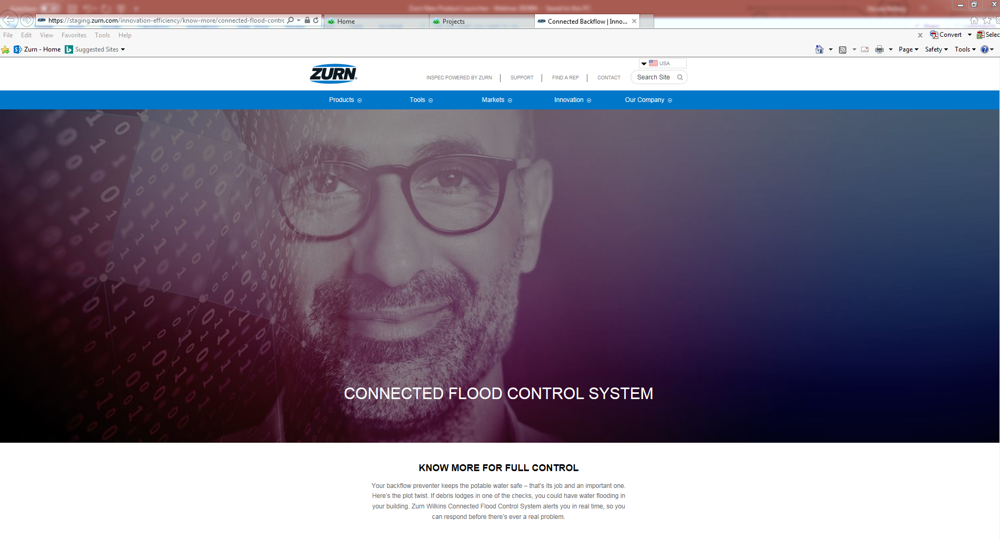 https://staging.zurn.com/innovation-efficiency/know-more/connected-flood-contro
Home
Projects
Connected Backflow | Inno...
File Edit View Favorites Tools Help
Convert
Selec
Zurn - Home
Suggested Sites
Page Safety Tools
ZURN
USA
INSPEC POWERED BY ZURN
SUPPORT
FIND A REP
CONTACT
Search Site
Products Tools Markets Innovation Our Company
CONNECTED FLOOD CONTROL SYSTEM
KNOW MORE FOR FULL CONTROL
Your backflow preventer keeps the potable water safe – that’s its job and an important one.
Here’s the plot twist. If debris lodges in one of the checks, you could have water flooding in
your building. Zurn Wilkins Connected Flood Control System alerts you in real time, so you
can respond before there’s ever a real problem.